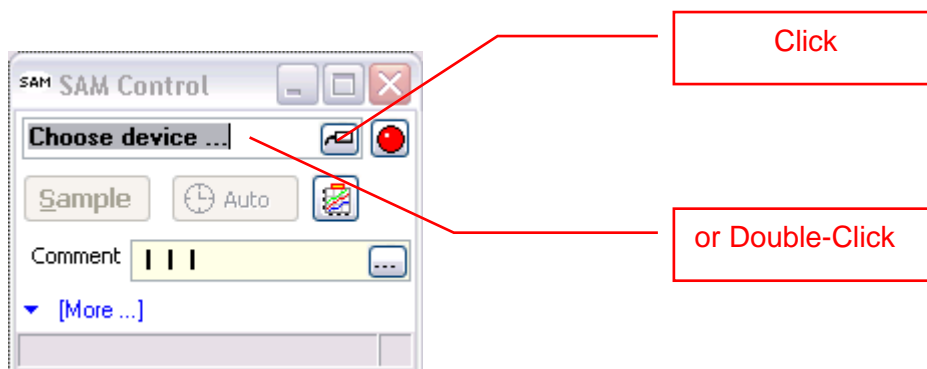 Click
SAM SAM Control
Choose device ...
Sample Auto
or Double-Click
Comment | | | ...
[More ...]